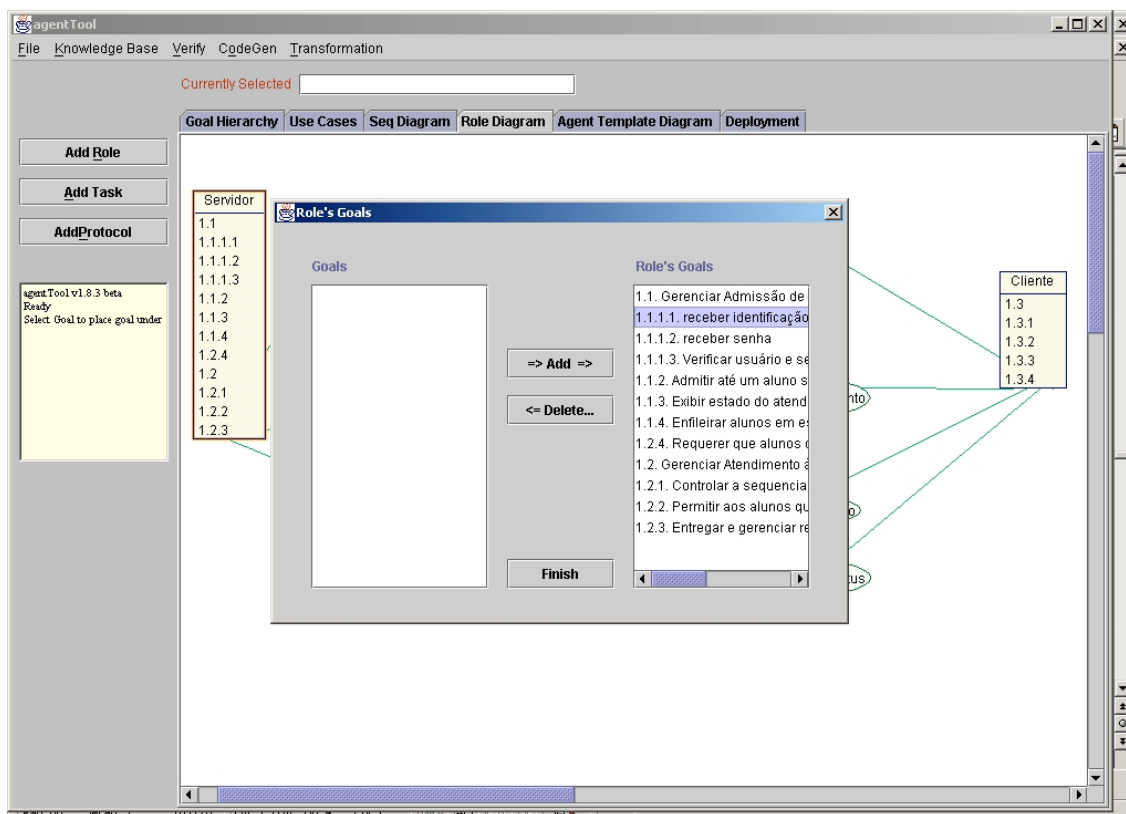 agentTool
File Knowledge Base Verify CodeGen Transformation
Currently Selected
Goal Hierarchy Use Cases Seq Diagram Role Diagram Agent Template Diagram Deployment
Add Role
Add Task
AddProtocol
agentTool v1.8.3 beta
Ready
Select Goal to place goal under
Servidor
1.1
1.1.1.1
1.1.1.2
1.1.1.3
1.1.2
1.1.3
1.1.4
1.2.4
1.2
1.2.1
1.2.2
1.2.3
Role's Goals
Goals
=> Add =>
<= Delete...
Finish
Role's Goals
1.1. Gerenciar Admissão de
1.1.1.1. receber identificação
1.1.1.2. receber senha
1.1.1.3. Verificar usuário e se
1.1.2. Admitir até um aluno s
1.1.3. Exibir estado do atend
1.1.4. Enfileirar alunos em es
1.2.4. Requerer que alunos
1.2. Gerenciar Atendimento à
1.2.1. Controlar a sequencia
1.2.2. Permitir aos alunos qu
1.2.3. Entregar e gerenciar re
nto
o
tus
Cliente
1.3
1.3.1
1.3.2
1.3.3
1.3.4